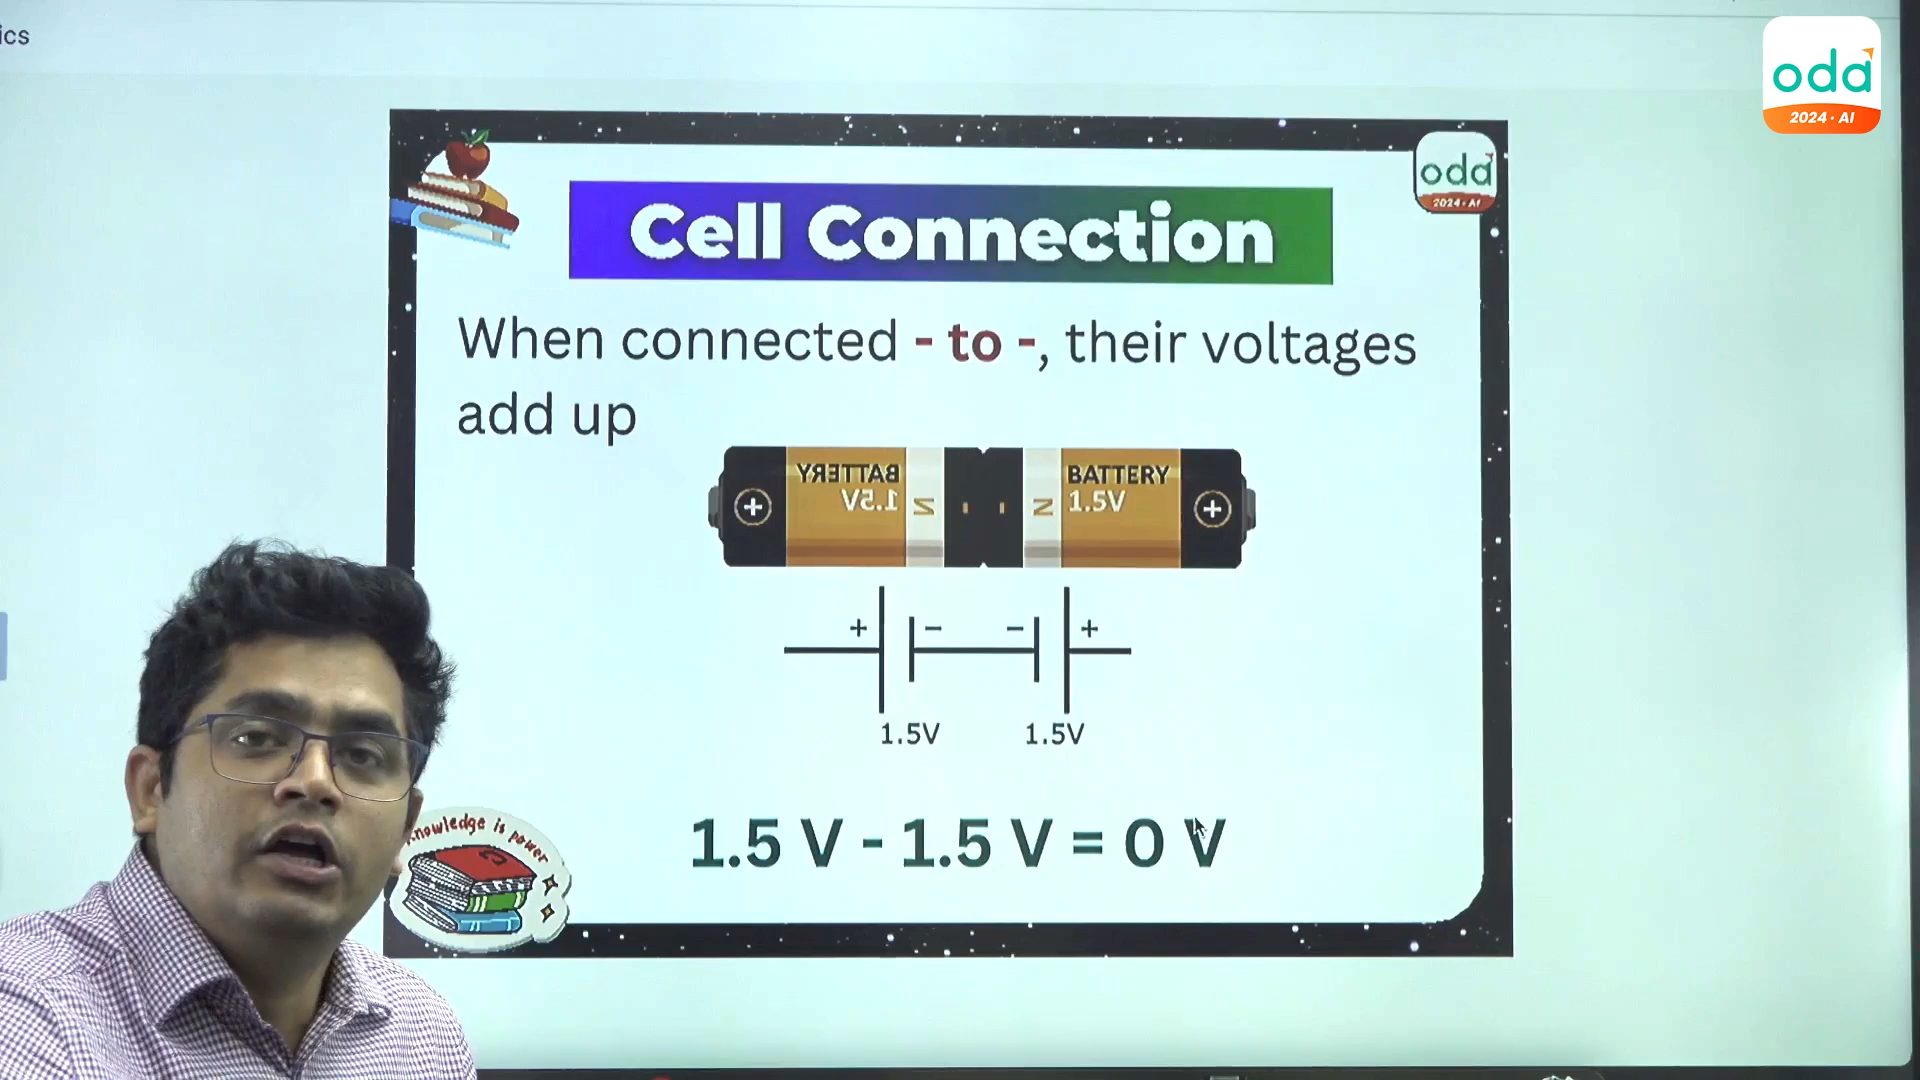 ics
oda
2024 · AI
oda
2024 · AI
Cell Connection
When connected - to -, their voltages
add up
BATTERY
1.5V
N
- -
N
BATTERY
1.5V
+
+
+ - - +
1.5V 1.5V
1.5 V - 1.5 V = 0 V
nowledge is power